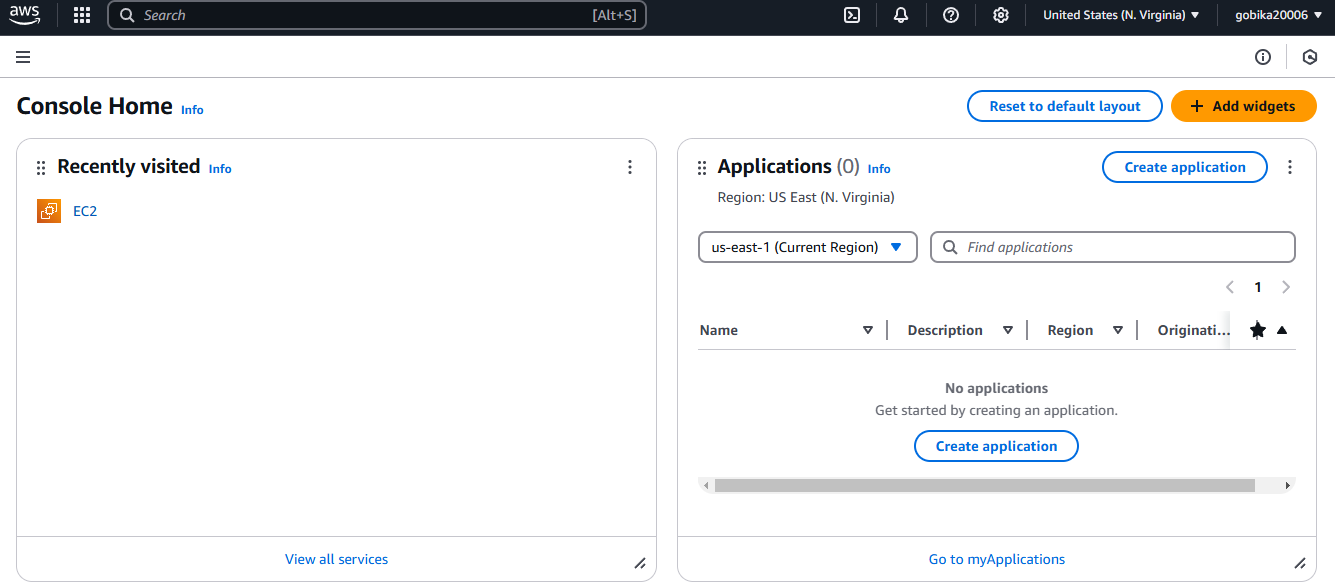 aws
Search [Alt+S]
United States (N. Virginia)
gobika20006
Console Home Info
Reset to default layout
Add widgets
Recently visited Info
EC2
View all services
Applications (0) Info
Create application
Region: US East (N. Virginia)
us-east-1 (Current Region)
Find applications
1
Name Description Region Originati...
No applications
Get started by creating an application.
Create application
Go to myApplications